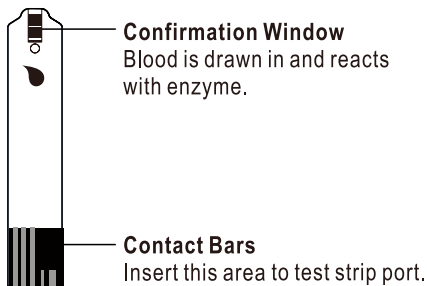 Confirmation Window
Blood is drawn in and reacts
with enzyme.
Contact Bars
Insert this area to test strip port.